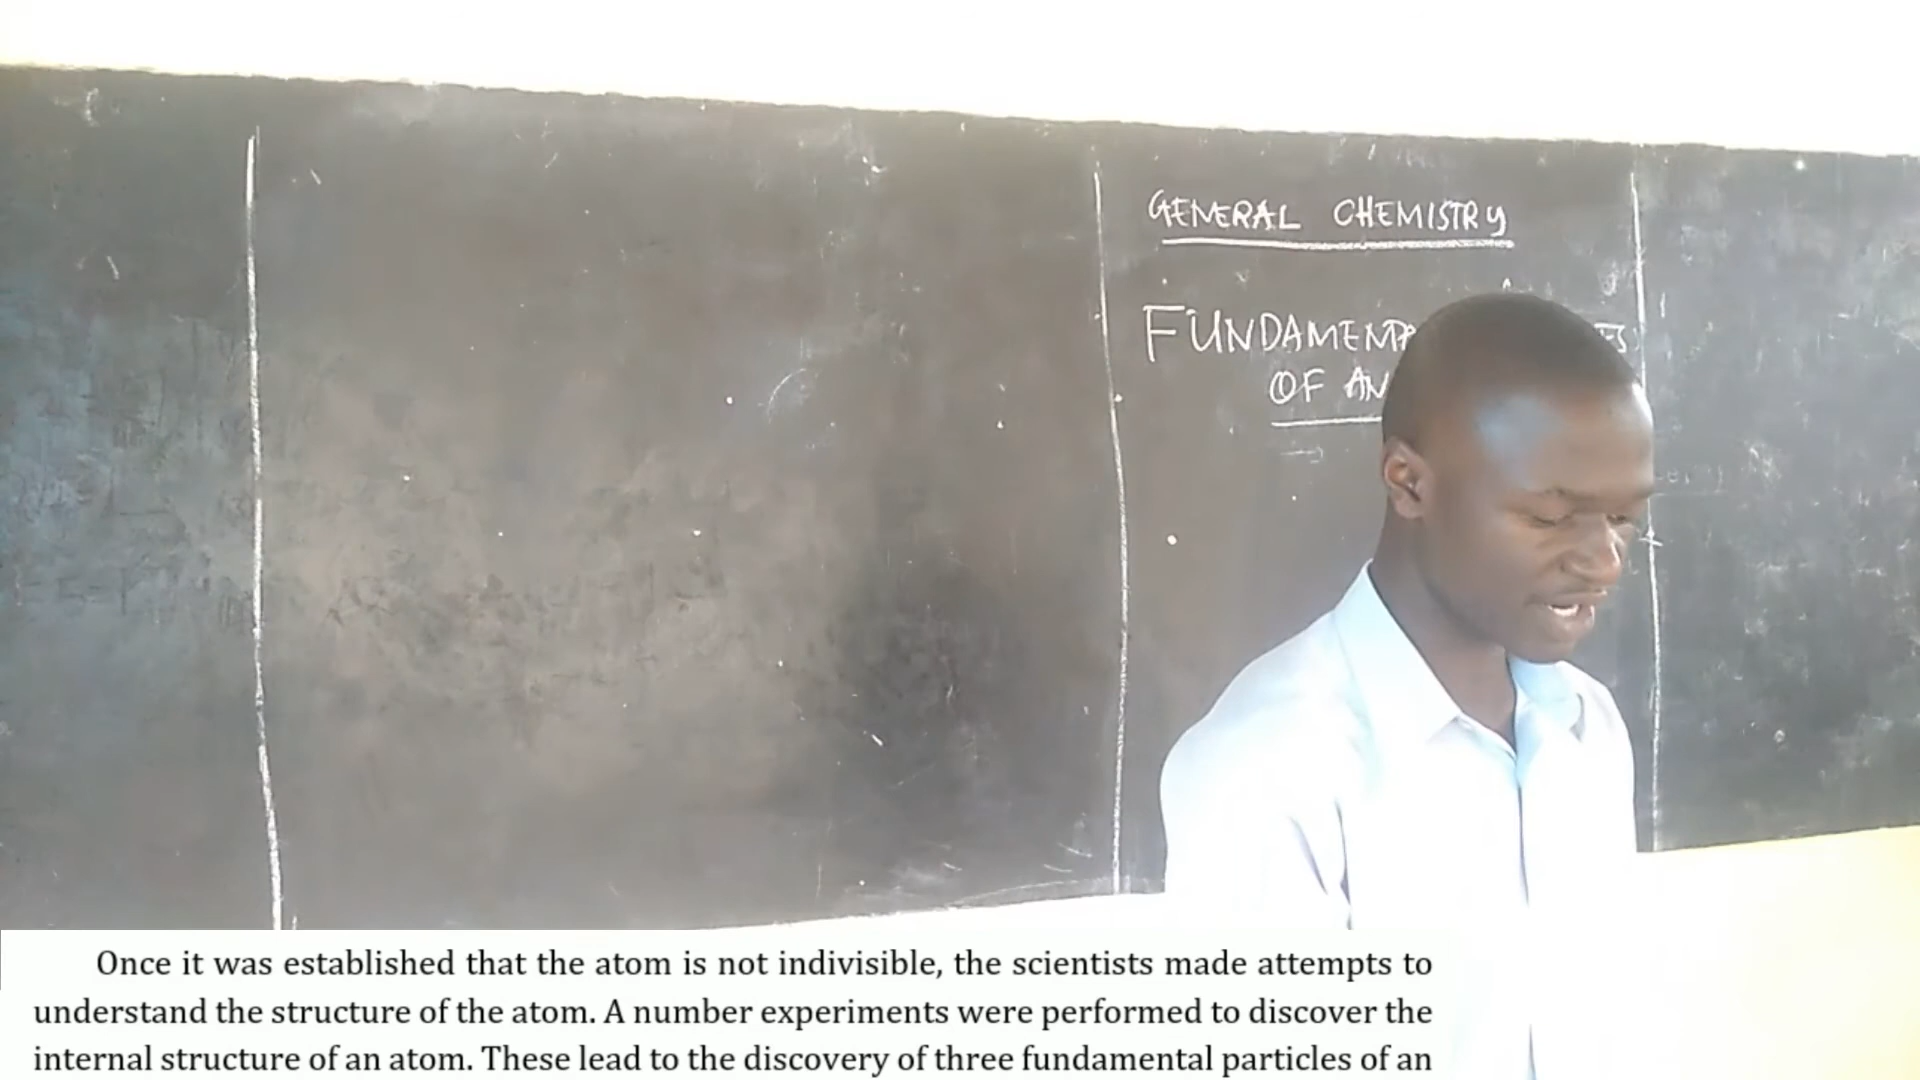 GENERAL CHEMISTRY
FUNDAMENTA
OF AN
Once it was established that the atom is not indivisible, the scientists made attempts to
understand the structure of the atom. A number experiments were performed to discover the
internal structure of an atom. These lead to the discovery of three fundamental particles of an